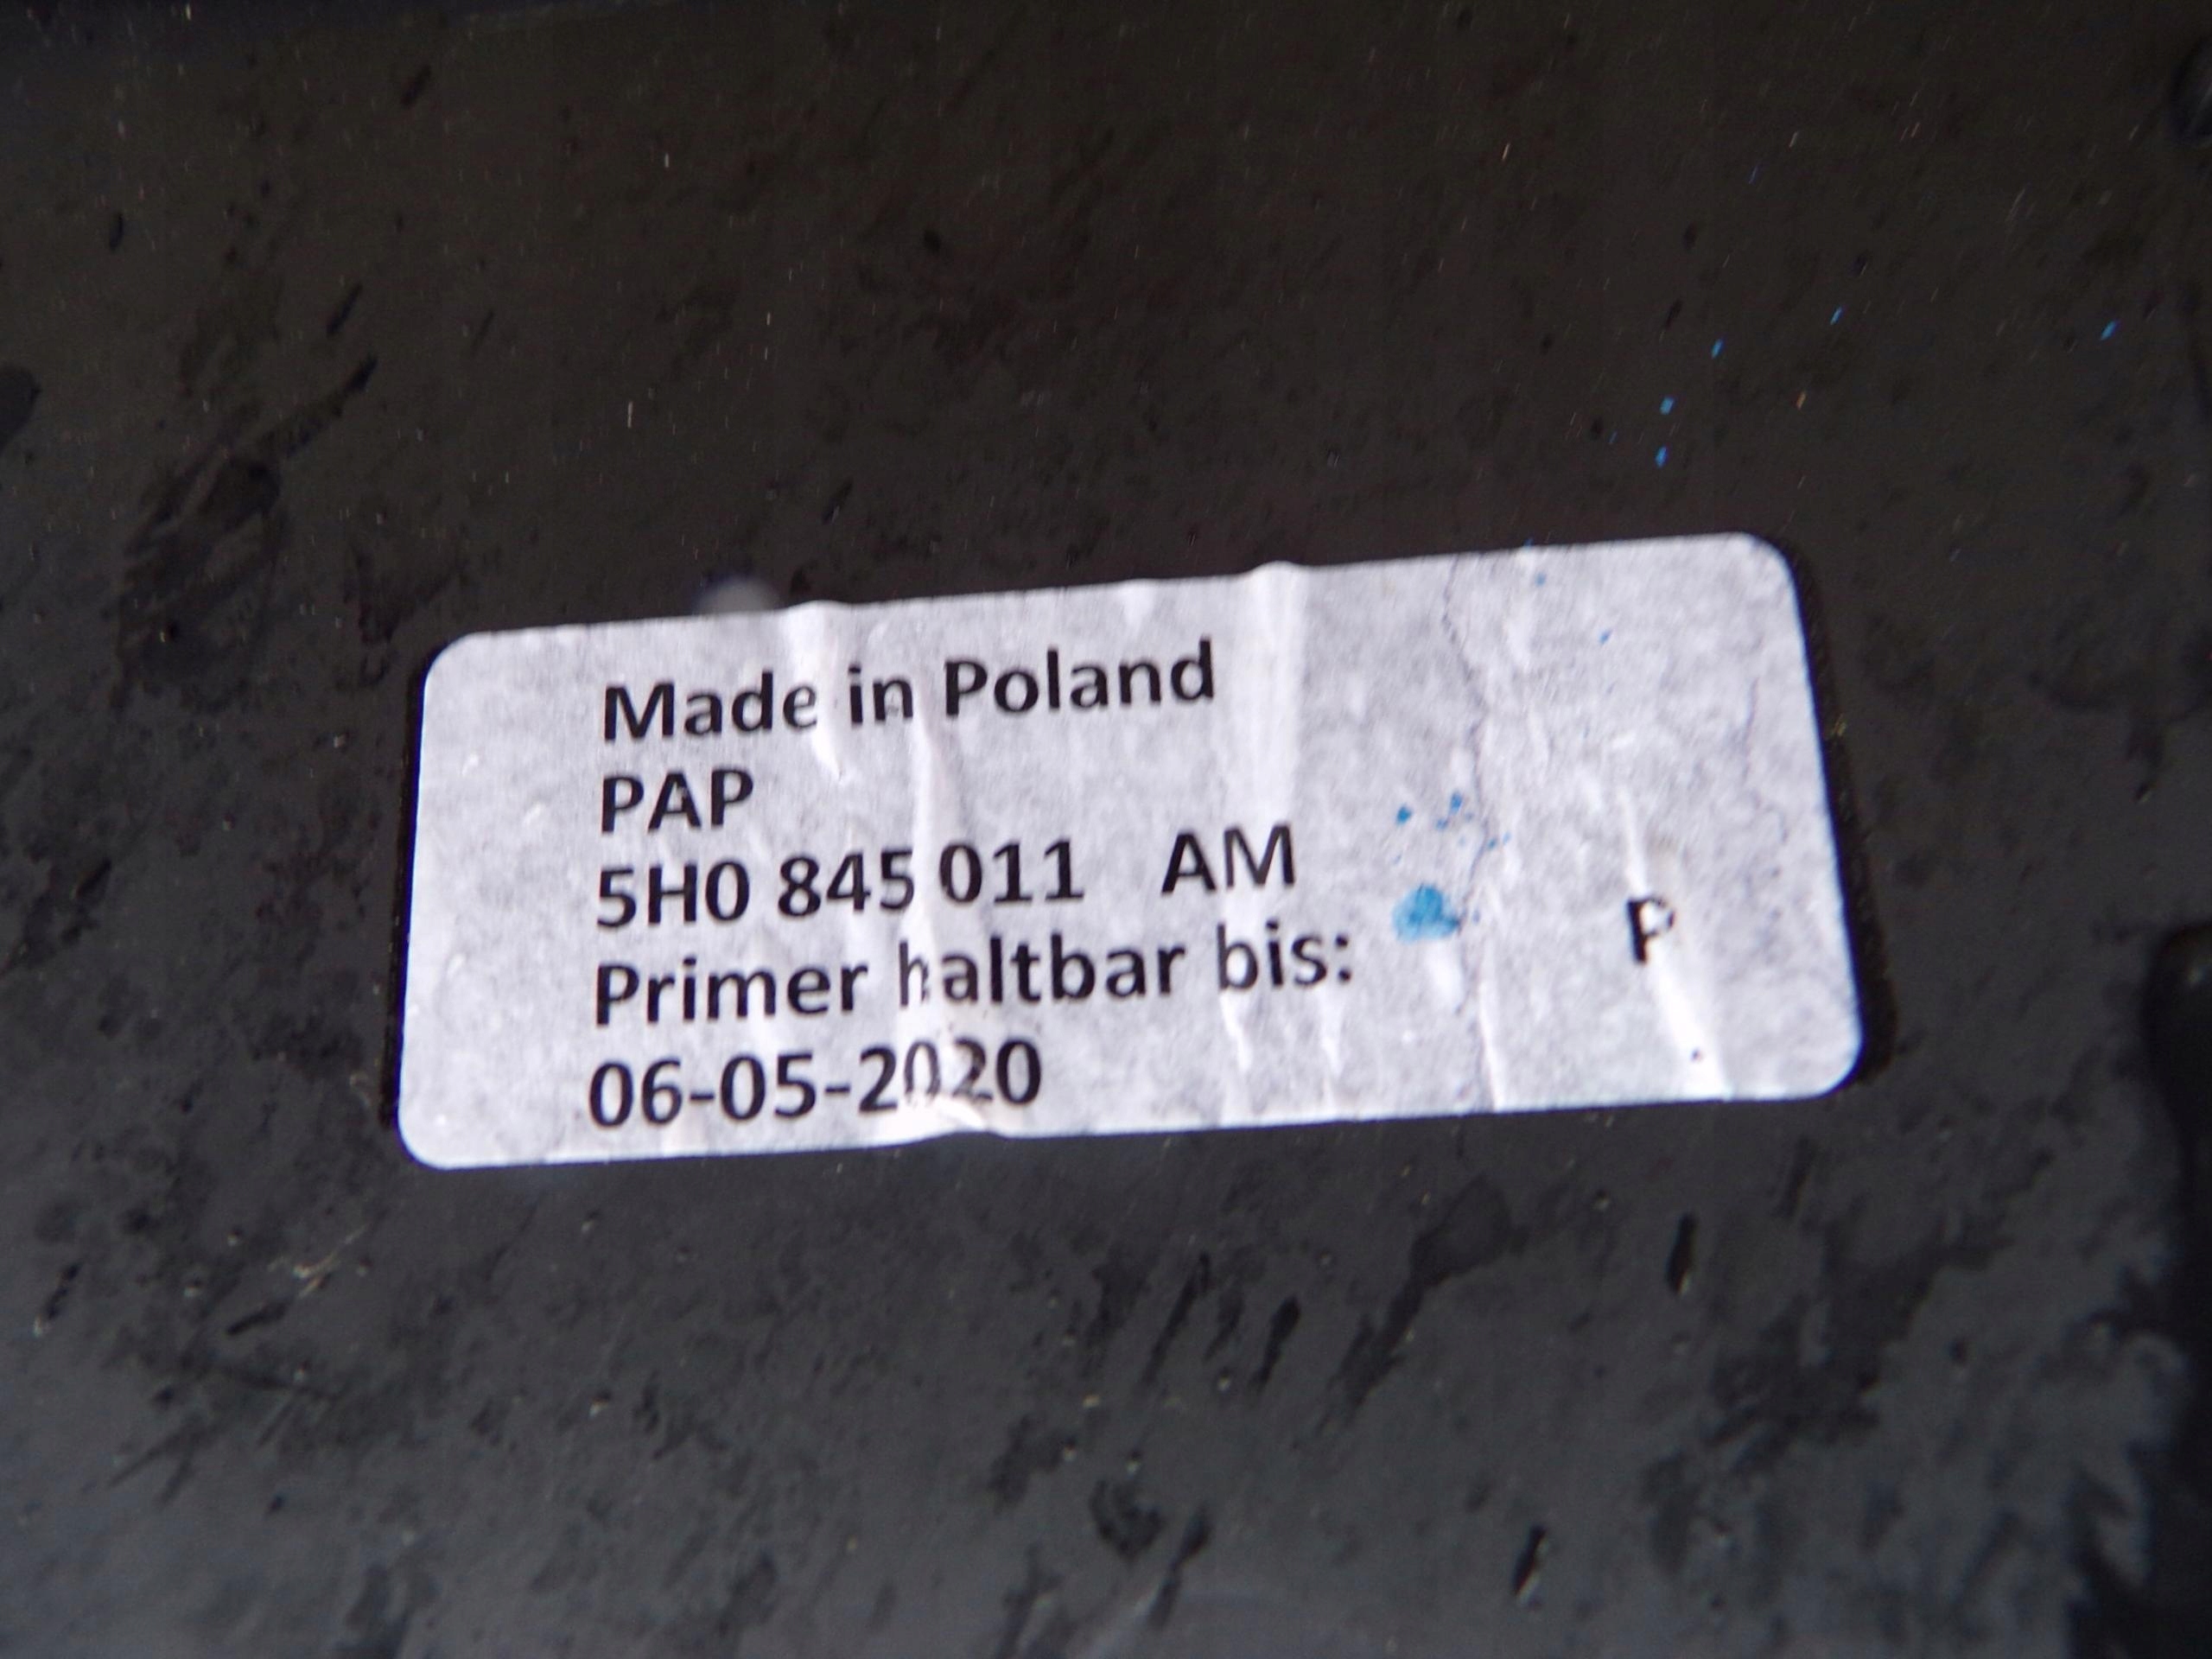 Made in Poland
PAP
5H0 845 011 AM
Primer haltbar bis:
P
06-05-2020